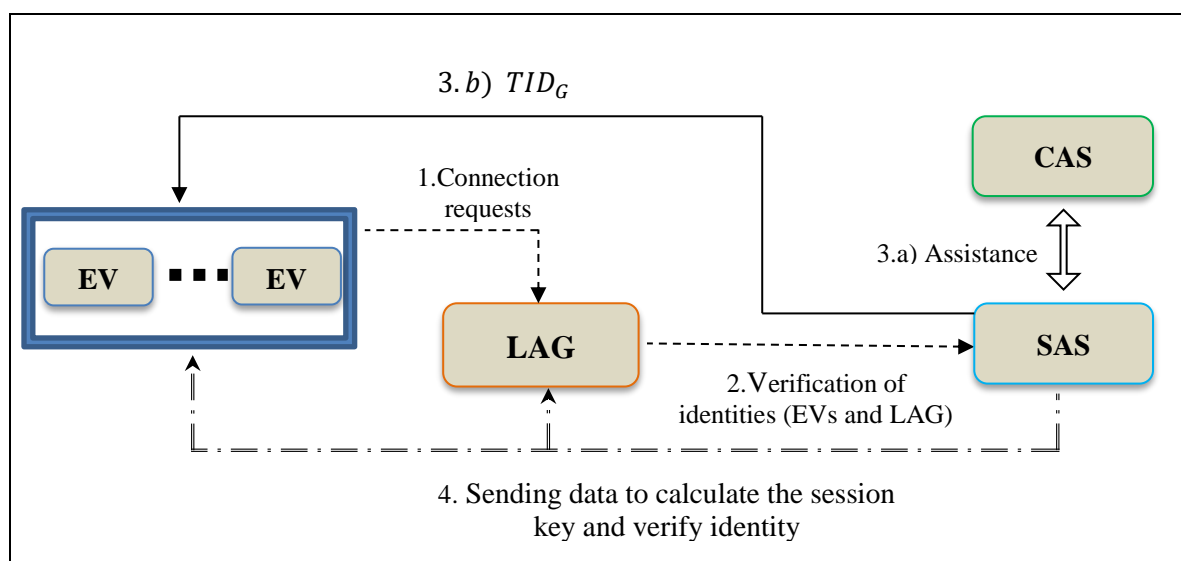 3. b) TID_G
CAS
1.Connection
requests
3.a) Assistance
EV
EV
LAG
SAS
2.Verification of
identities (EVs and LAG)
4. Sending data to calculate the session
key and verify identity